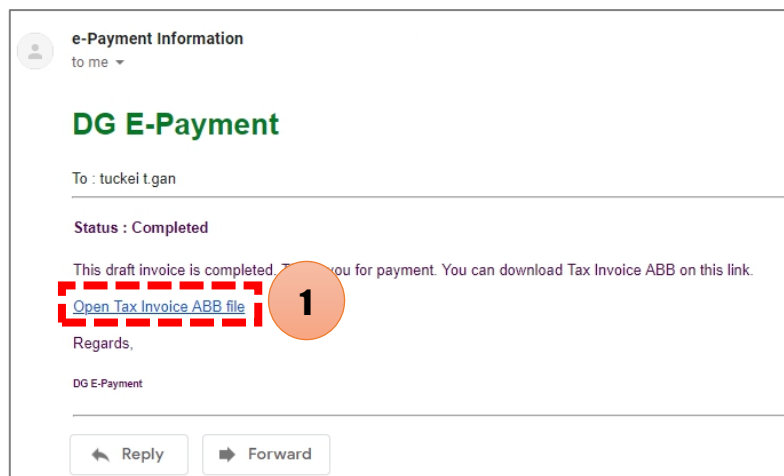 e-Payment Information
to me
DG E-Payment
To : tuckei t.gan
Status : Completed
This draft invoice is completed. you for payment. You can download Tax Invoice ABB on this link.
Open Tax Invoice ABB file
1
Regards,
DG E-Payment
Reply
Forward